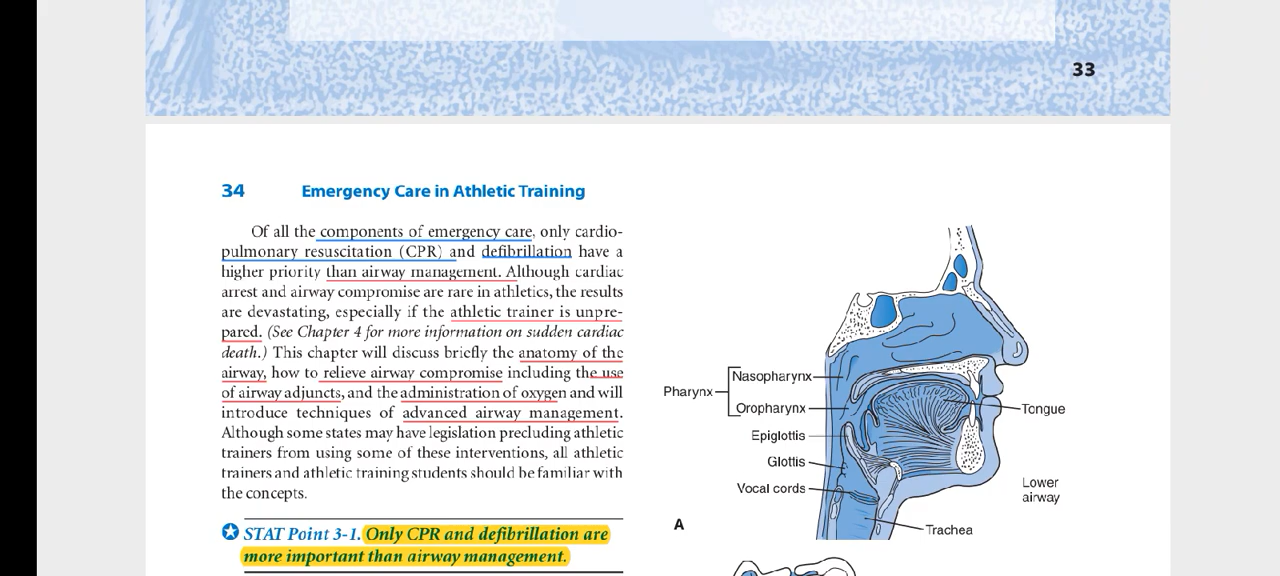 33
34 Emergency Care in Athletic Training
Of all the components of emergency care, only cardio-
pulmonary resuscitation (CPR) and defibrillation have a
higher priority than airway management. Although cardiac
arrest and airway compromise are rare in athletics, the results
are devastating, especially if the athletic trainer is unpre-
pared. (See Chapter 4 for more information on sudden cardiac
death.) This chapter will discuss briefly the anatomy of the
airway, how to relieve airway compromise including the use
of airway adjuncts, and the administration of oxygen and will
introduce techniques of advanced airway management.
Although some states may have legislation precluding athletic
trainers from using some of these interventions, all athletic
trainers and athletic training students should be familiar with
the concepts.
STAT Point 3-1. Only CPR and defibrillation are
more important than airway management.
Pharynx
Nasopharynx
Oropharynx
Epiglottis
Glottis
Vocal cords
Tongue
Lower
airway
Trachea
A